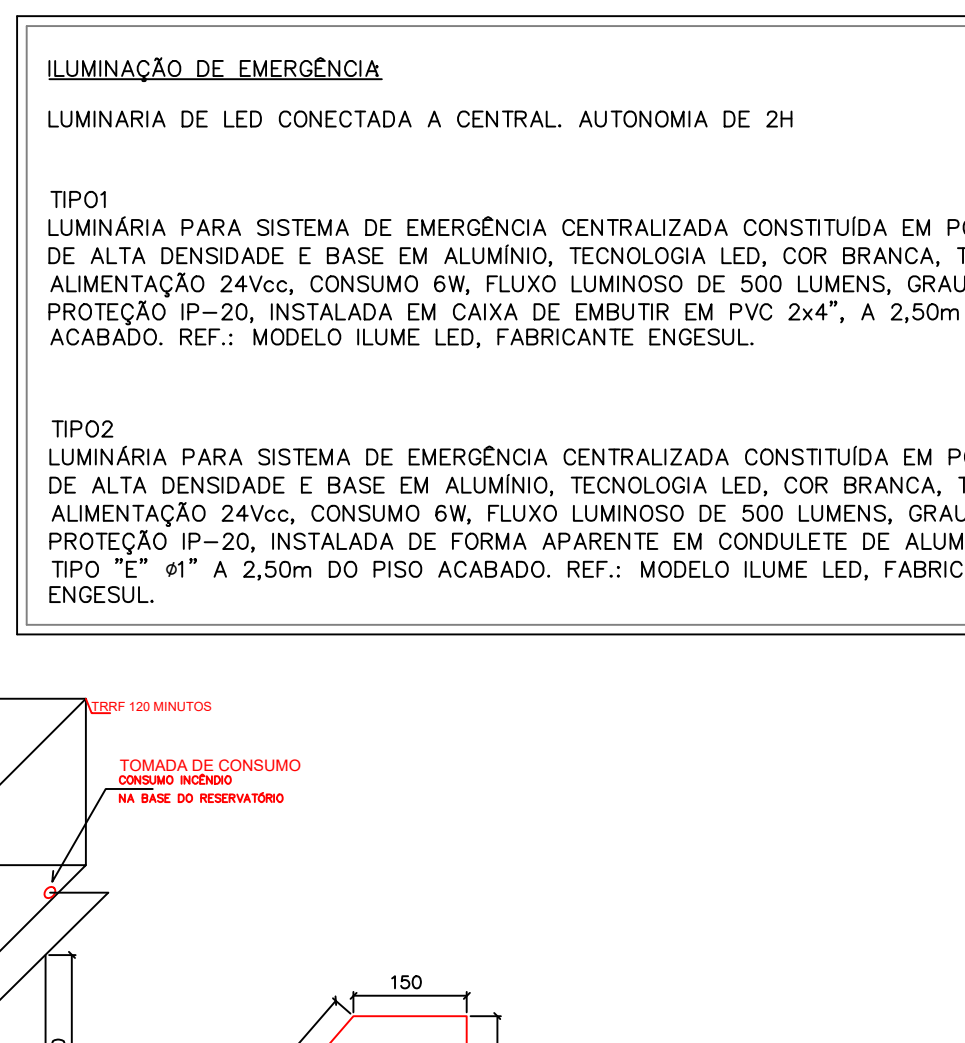 ILUMINAÇÃO DE EMERGÊNCIA:
LUMINARIA DE LED CONECTADA A CENTRAL. AUTONOMIA DE 2H
TIPO1
LUMINÁRIA PARA SISTEMA DE EMERGÊNCIA CENTRALIZADA CONSTITUÍDA EM
DE ALTA DENSIDADE E BASE EM ALUMÍNIO, TECNOLOGIA LED, COR BRANCA,
ALIMENTAÇÃO 24Vcc, CONSUMO 6W, FLUXO LUMINOSO DE 500 LUMENS, GRAU
PROTEÇÃO IP-20, INSTALADA EM CAIXA DE EMBUTIR EM PVC 2x4", A 2,50m
ACABADO. REF.: MODELO ILUME LED, FABRICANTE ENGESUL.
TIPO2
LUMINÁRIA PARA SISTEMA DE EMERGÊNCIA CENTRALIZADA CONSTITUÍDA EM
DE ALTA DENSIDADE E BASE EM ALUMÍNIO, TECNOLOGIA LED, COR BRANCA,
ALIMENTAÇÃO 24Vcc, CONSUMO 6W, FLUXO LUMINOSO DE 500 LUMENS, GRAU
PROTEÇÃO IP-20, INSTALADA DE FORMA APARENTE EM CONDULETE DE ALUM
TIPO "E" ø1" A 2,50m DO PISO ACABADO. REF.: MODELO ILUME LED, FABRIC
ENGESUL.
TRRF 120 MINUTOS
TOMADA DE CONSUMO
CONSUMO INCÊNDIO
NA BASE DO RESERVATÓRIO
150